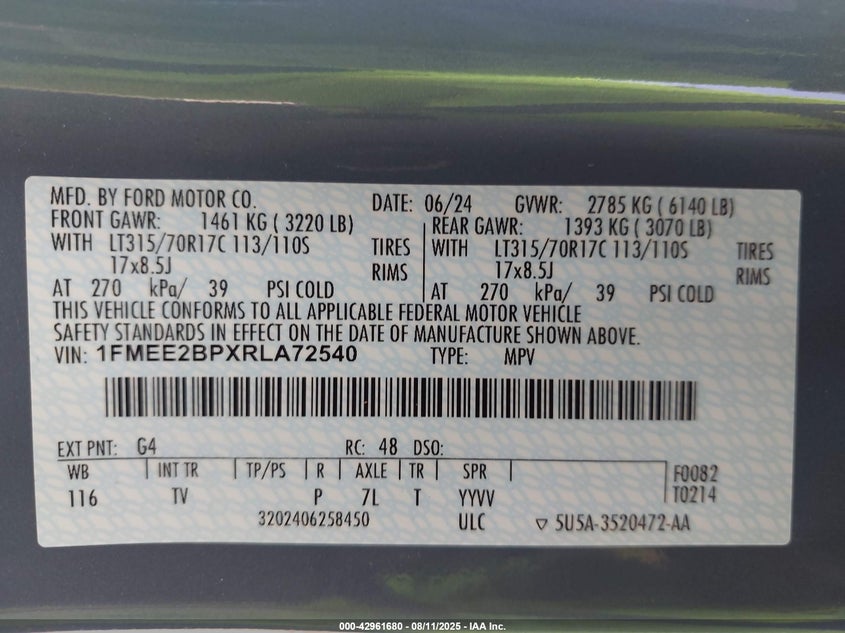 MFD. BY FORD MOTOR CO. DATE: 06/24 GVWR: 2785 KG ( 6140 LB)
FRONT GAWR: 1461 KG ( 3220 LB) REAR GAWR: 1393 KG ( 3070 LB)
WITH LT315/70R17C 113/110S TIRES WITH LT315/70R17C 113/110S TIRES
17x8.5J RIMS 17x8.5J RIMS
AT 270 kPa/ 39 PSI COLD AT 270 kPa/ 39 PSI COLD
THIS VEHICLE CONFORMS TO ALL APPLICABLE FEDERAL MOTOR VEHICLE
SAFETY STANDARDS IN EFFECT ON THE DATE OF MANUFACTURE SHOWN ABOVE.
VIN: 1FMEE2BPXRLA72540 TYPE: MPV
EXT PNT: G4 RC: 48 DSO:
WB INT TR TP/PS R AXLE TR SPR F0082
116 TV P 7L T YYVV T0214
3202406258450 ULC ▽ 5U5A-3520472-AA
000-42961680 - 08/11/2025 - IAA Inc.